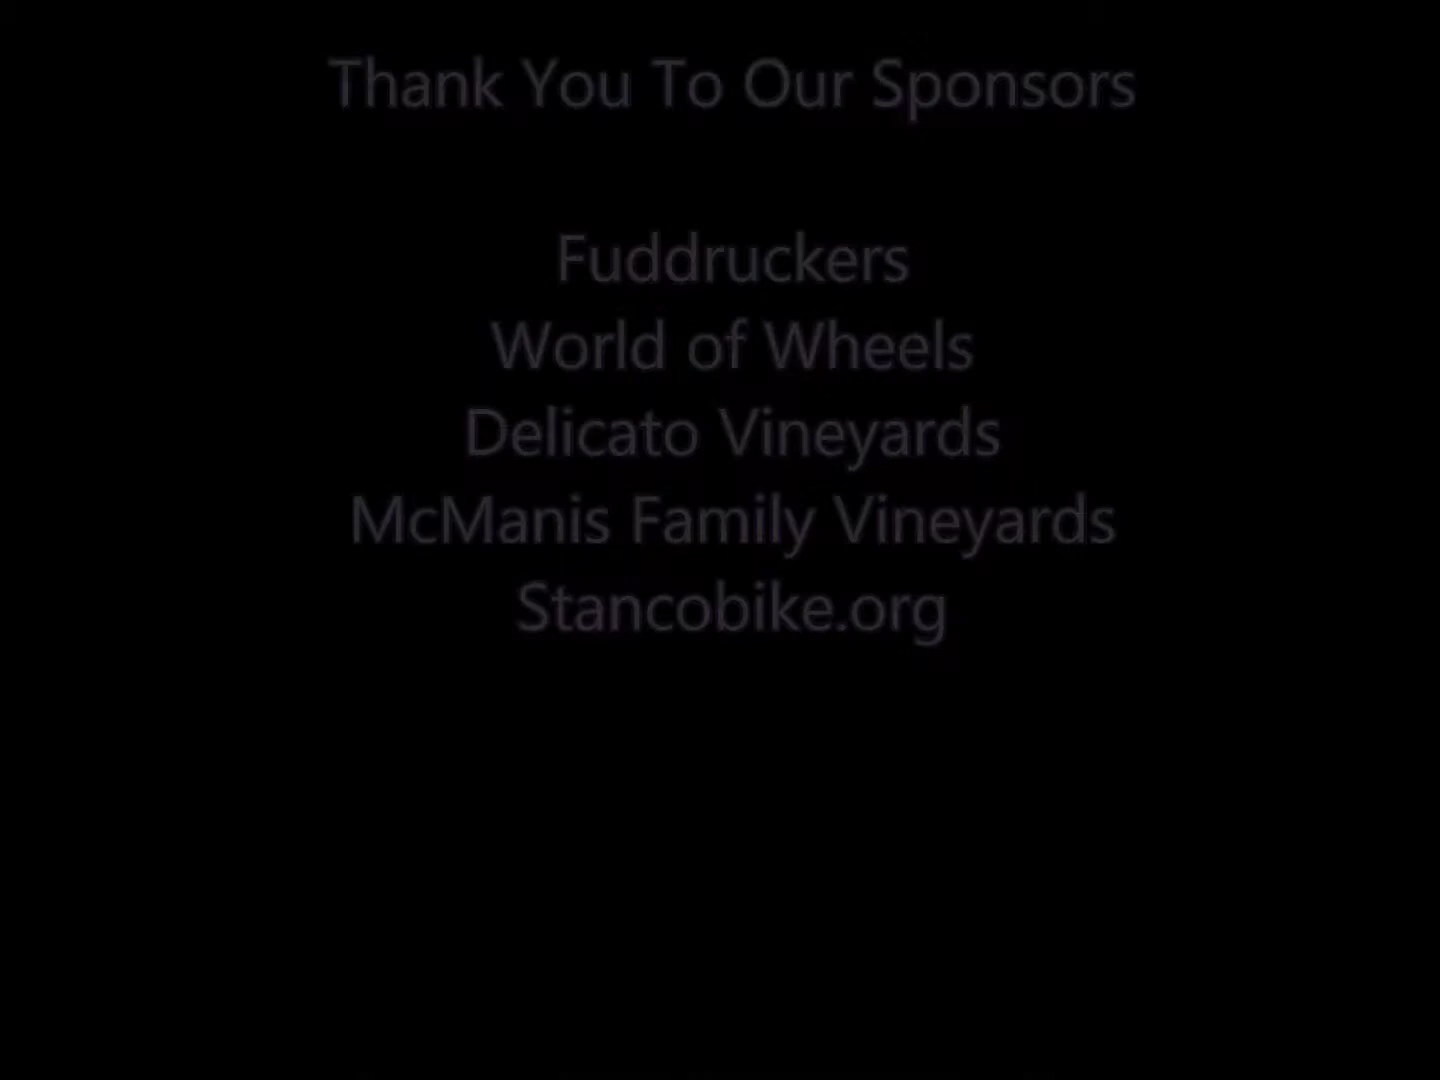 Thank You To Our Sponsors
Fuddruckers
World of Wheels
Delicato Vineyards
McManis Family Vineyards
Stancobike.org